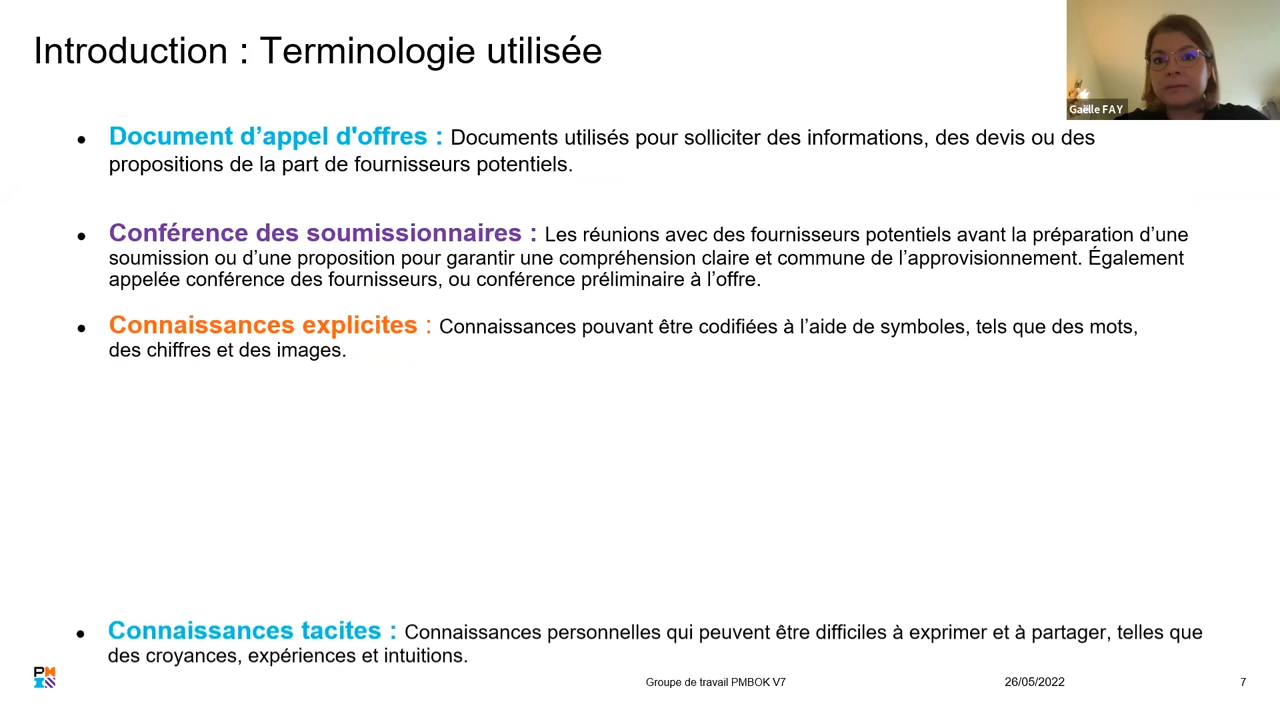 Introduction : Terminologie utilisée
Gaëlle FAY
• Document d’appel d'offres : Documents utilisés pour solliciter des informations, des devis ou des
propositions de la part de fournisseurs potentiels.
• Conférence des soumissionnaires : Les réunions avec des fournisseurs potentiels avant la préparation d’une
soumission ou d’une proposition pour garantir une compréhension claire et commune de l’approvisionnement. Également
appelée conférence des fournisseurs, ou conférence préliminaire à l’offre.
• Connaissances explicites : Connaissances pouvant être codifiées à l’aide de symboles, tels que des mots,
des chiffres et des images.
• Connaissances tacites : Connaissances personnelles qui peuvent être difficiles à exprimer et à partager, telles que
des croyances, expériences et intuitions.
Groupe de travail PMBOK V7
26/05/2022
7